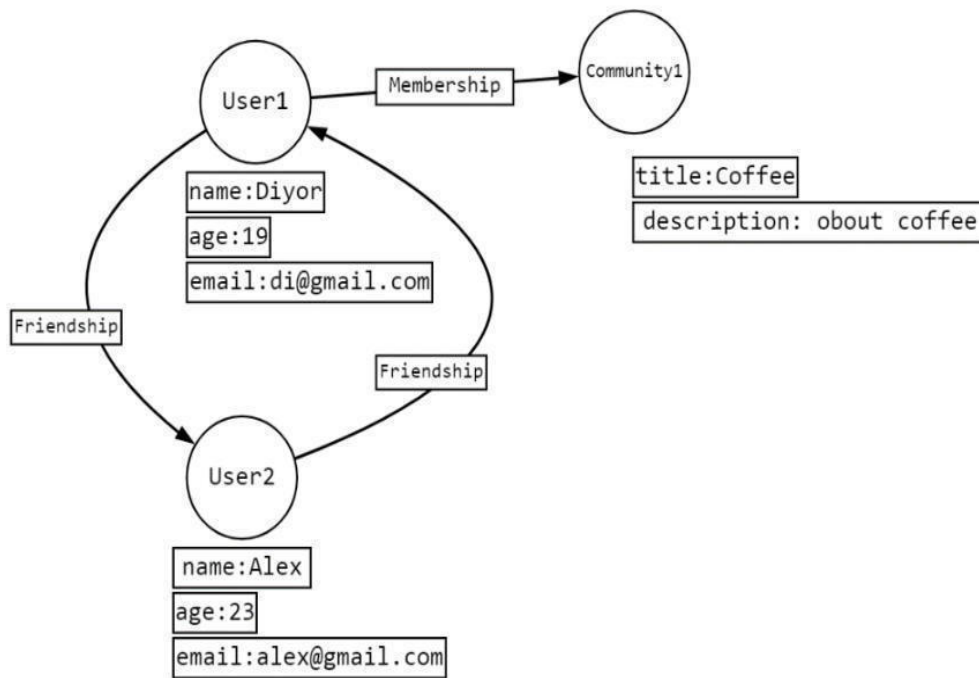 User1
Membership
Community1
name:Diyor
age:19
email:di@gmail.com
title:Coffee
description: obout coffee
Friendship
Friendship
User2
name:Alex
age:23
email:alex@gmail.com